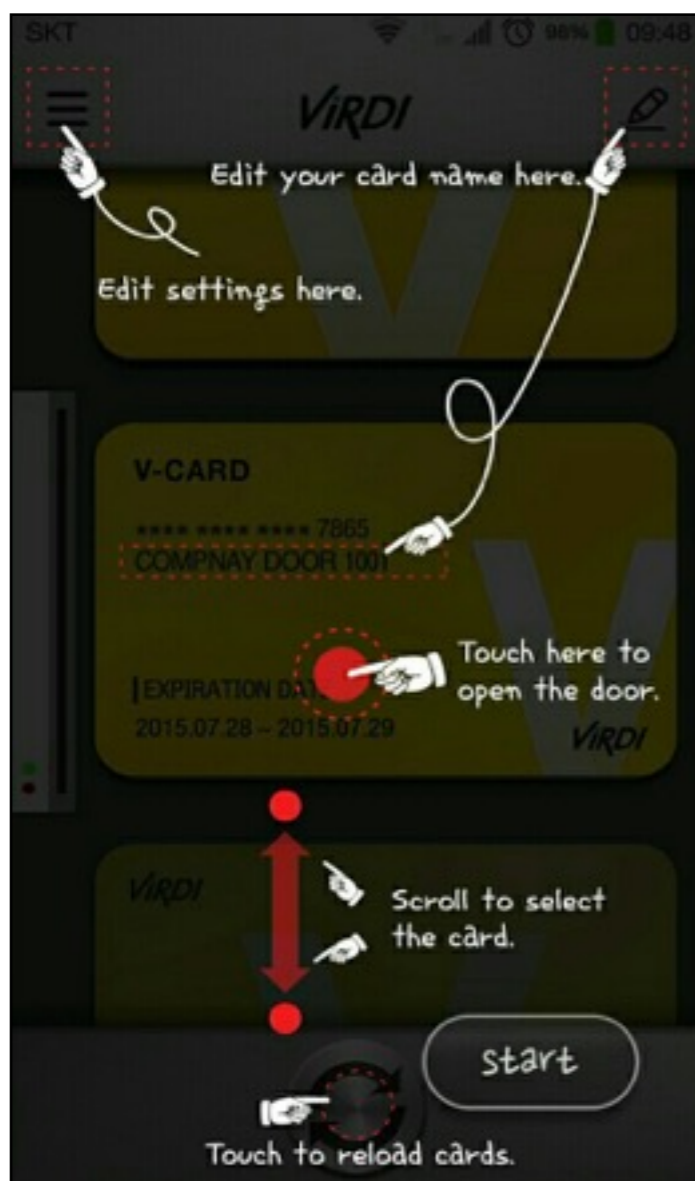 SKT 98% 09:48
ViRDI
Edit your card name here.
Edit settings here.
V-CARD
**** **** **** 7865
COMPNAY DOOR 1001
Touch here to
open the door.
EXPIRATION DATE
2015.07.28 ~ 2015.07.29
ViRDI
ViRDI
Scroll to select
the card.
start
Touch to reload cards.